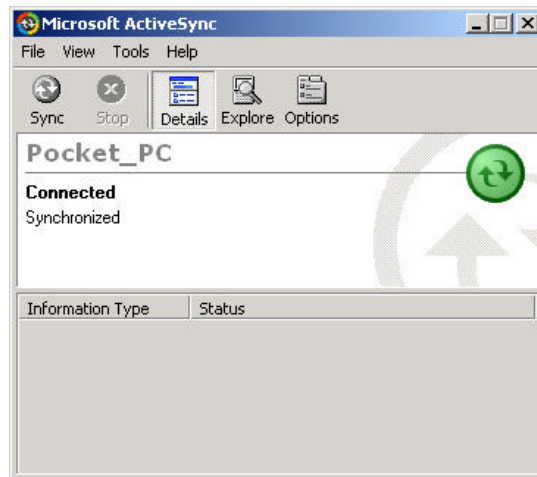 Microsoft ActiveSync
File View Tools Help
Sync Stop Details Explore Options
Pocket_PC
Connected
Synchronized
Information Type Status